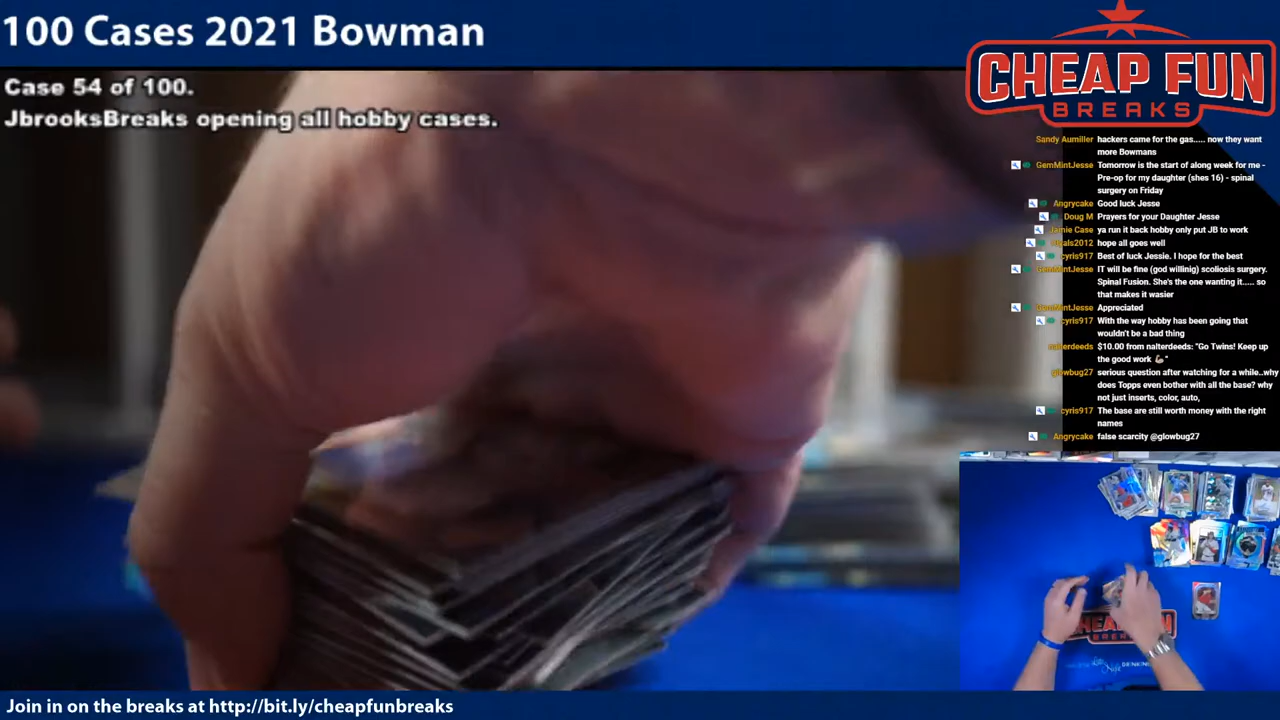 100 Cases 2021 Bowman
Case 54 of 100.
JbrooksBreaks opening all hobby cases.
CHEAP FUN
BREAKS
Sandy Aumiller hackers came for the gas..... now they want
more Bowmans
GemMintJesse Tomorrow is the start of along week for me -
Pre-op for my daughter (shes 16) - spinal
surgery on Friday
Angrycake Good luck Jesse
Doug M Prayers for your Daughter Jesse
Jamie Case ya run it back hobby only put JB to work
hope all goes well
cyris917 Best of luck Jessie. I hope for the best
GemMintJesse IT will be fine (god willinig) scoliosis surgery.
Spinal Fusion. She's the one wanting it..... so
that makes it wasier
GemMintJesse Appreciated
cyris917 With the way hobby has been going that
wouldn't be a bad thing
nalterdeeds $10.00 from nalterdeeds: "Go Twins! Keep up
the good work 💪"
glowbug27 serious question after watching for a while..why
does Topps even bother with all the base? why
not just inserts, color, auto,
cyris917 The base are still worth money with the right
names
Angrycake false scarcity @glowbug27
CHEAP FUN
BREAKS
Join in on the breaks at http://bit.ly/cheapfunbreaks